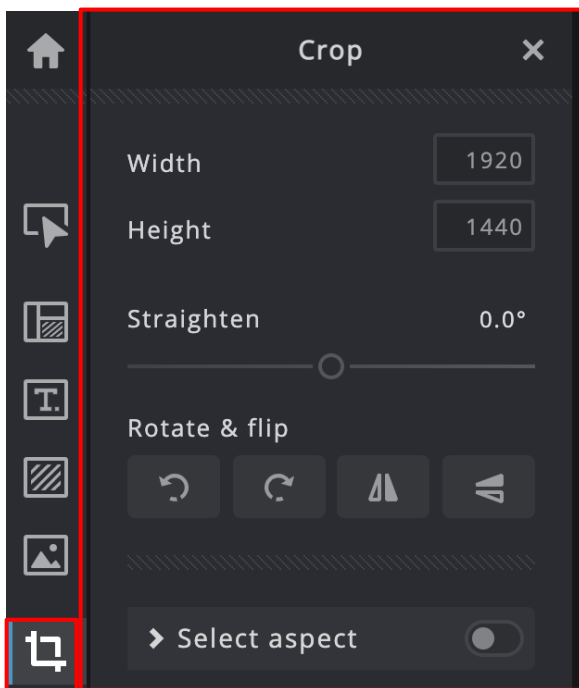 Crop
Width 1920
Height 1440
Straighten 0.0°
T.
Rotate & flip
Select aspect